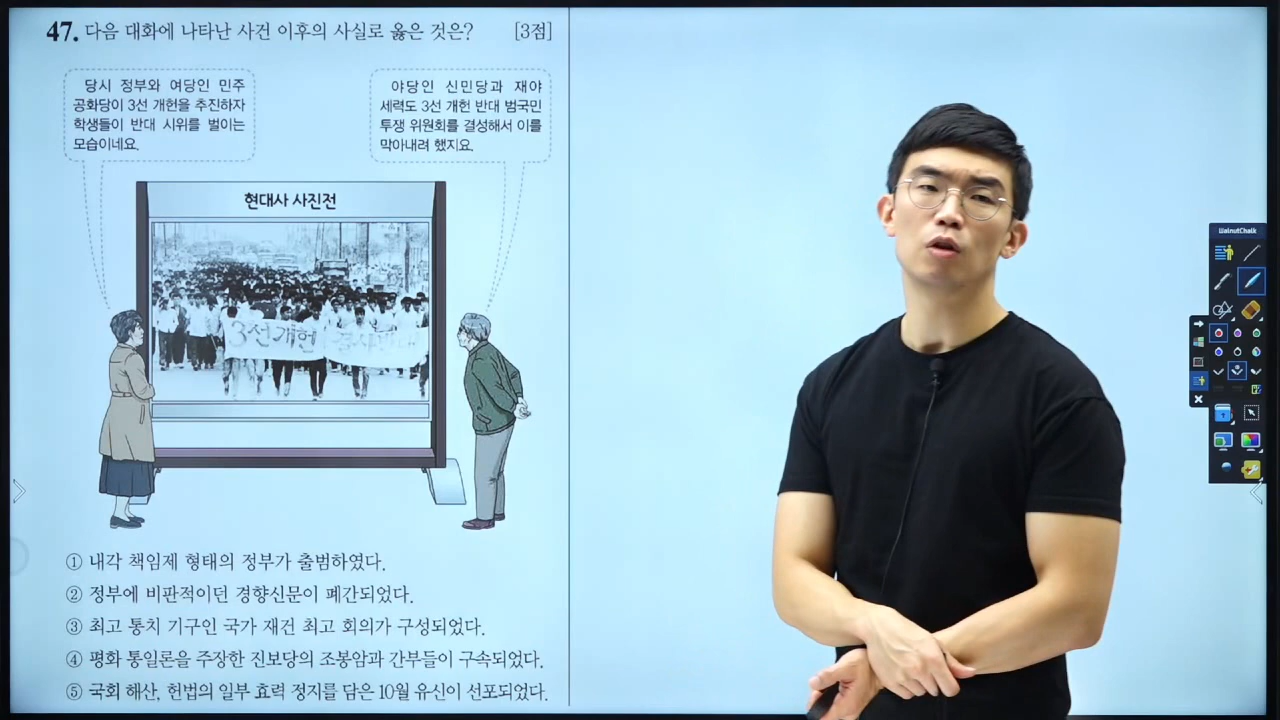 47. 다음 대화에 나타난 사건 이후의 사실로 옳은 것은? [3점]
당시 정부와 여당인 민주
공화당이 3선 개헌을 추진하자
학생들이 반대 시위를 벌이는
모습이네요.
야당인 신민당과 재야
세력도 3선 개헌 반대 범국민
투쟁 위원회를 결성해서 이를
막아내려 했지요.
현대사 사진전
3선개헌
① 내각 책임제 형태의 정부가 출범하였다.
② 정부에 비판적이던 경향신문이 폐간되었다.
③ 최고 통치 기구인 국가 재건 최고 회의가 구성되었다.
④ 평화 통일론을 주장한 진보당의 조봉암과 간부들이 구속되었다.
⑤ 국회 해산, 헌법의 일부 효력 정지를 담은 10월 유신이 선포되었다.
WalnutChalk